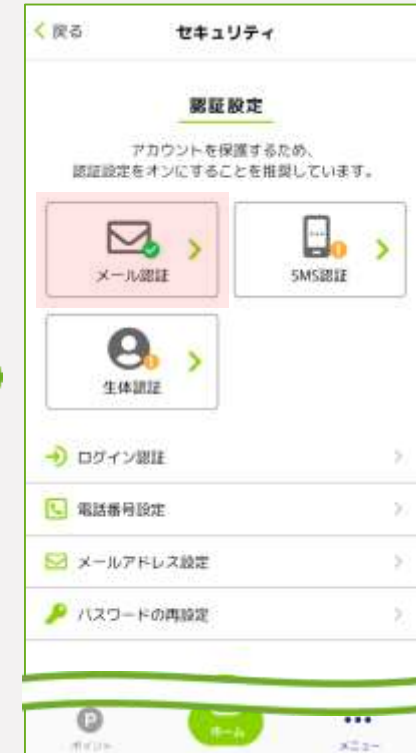 戻る
セキュリティ
認証設定
アカウントを保護するため、
認証設定をオンにすることを推奨しています。
メール認証
SMS認証
生体認証
ログイン認証
電話番号設定
メールアドレス設定
パスワードの再設定
P
ポイント
ホーム
メニュー